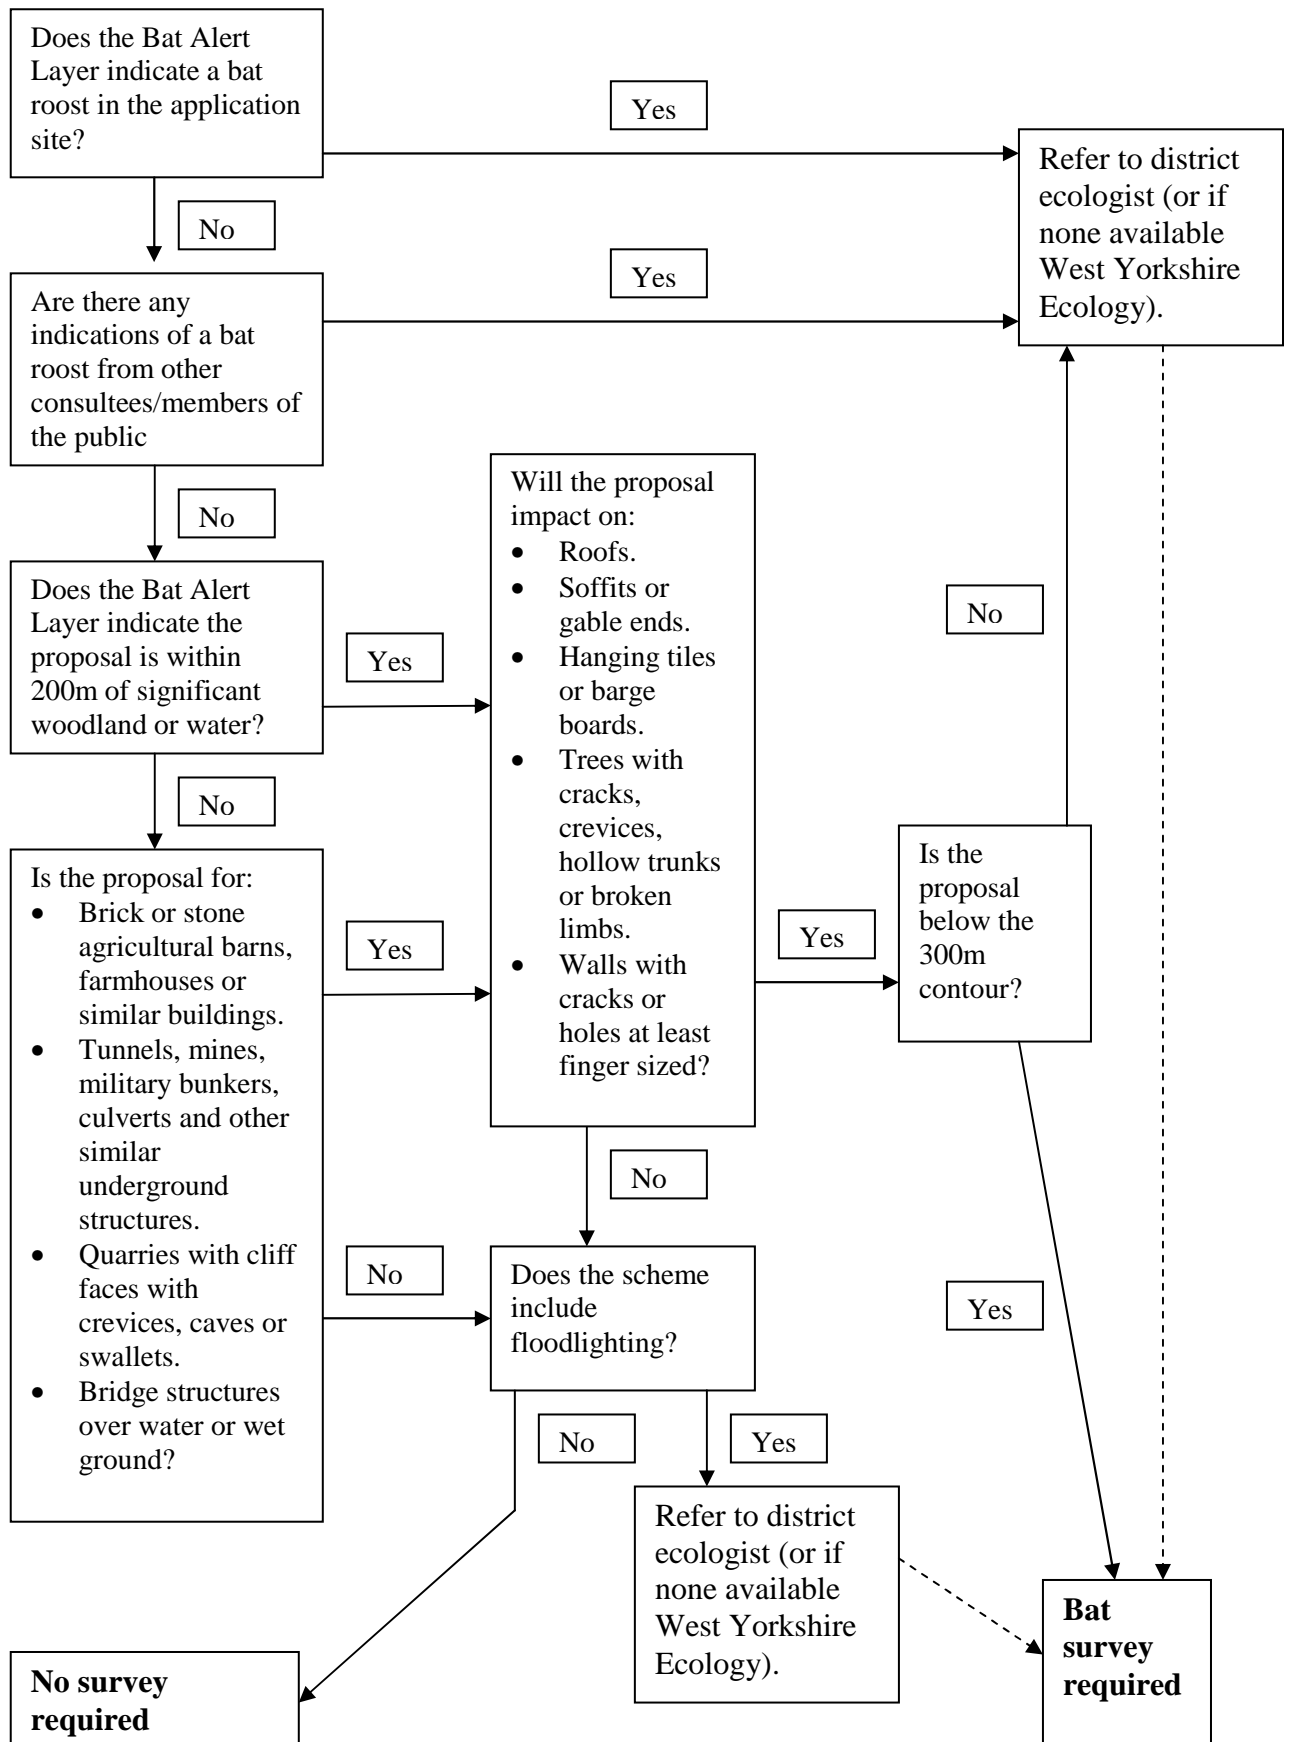 Does the Bat Alert
Layer indicate a bat
roost in the application
site?
Yes
Refer to district
ecologist (or if
none available
West Yorkshire
Ecology).
No
Are there any
indications of a bat
roost from other
consultees/members of
the public
Yes
No
Does the Bat Alert
Layer indicate the
proposal is within
200m of significant
woodland or water?
Yes
Will the proposal
impact on:
• Roofs.
• Soffits or
gable ends.
• Hanging tiles
or barge
boards.
• Trees with
cracks,
crevices,
hollow trunks
or broken
limbs.
• Walls with
cracks or
holes at least
finger sized?
No
No
Is the proposal for:
• Brick or stone
agricultural barns,
farmhouses or
similar buildings.
• Tunnels, mines,
military bunkers,
culverts and other
similar
underground
structures.
• Quarries with cliff
faces with
crevices, caves or
swallets.
• Bridge structures
over water or wet
ground?
Yes
Yes
Is the
proposal
below the
300m
contour?
No
No
Does the scheme
include
floodlighting?
Yes
No
Yes
Refer to district
ecologist (or if
none available
West Yorkshire
Ecology).
Bat
survey
required
No survey
required